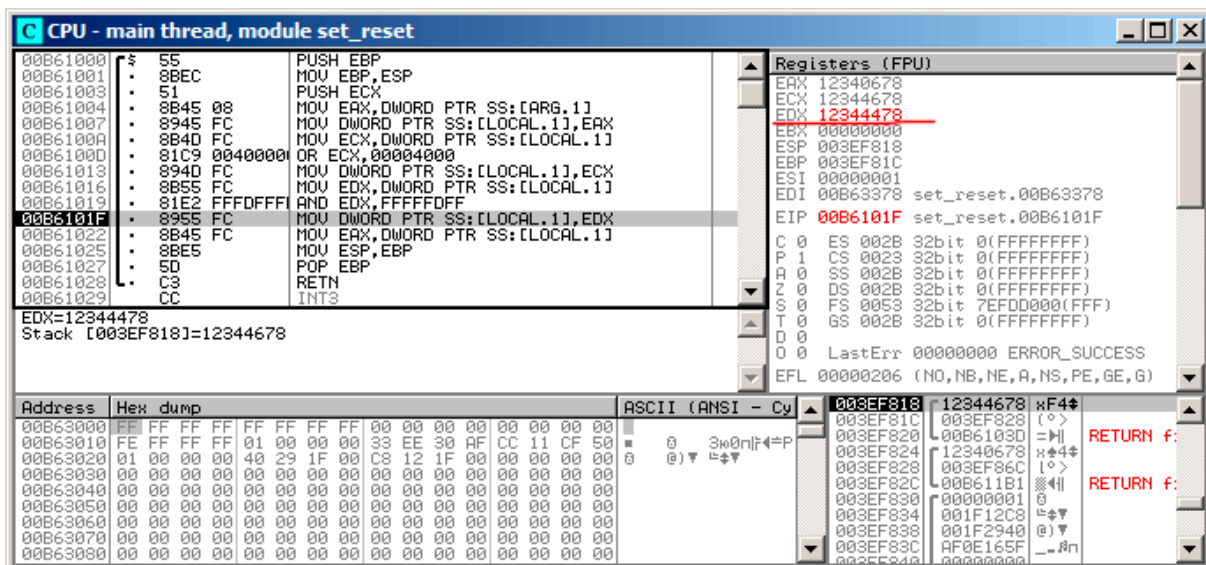 CPU - main thread, module set_reset
00B61000 $ 55 PUSH EBP
00B61001 . 8BEC MOV EBP,ESP
00B61003 . 51 PUSH ECX
00B61004 . 8B45 08 MOV EAX,DWORD PTR SS:[ARG.1]
00B61007 . 8945 FC MOV DWORD PTR SS:[LOCAL.1],EAX
00B6100A . 8B4D FC MOV ECX,DWORD PTR SS:[LOCAL.1]
00B6100D . 81C9 00400000 OR ECX,00004000
00B61013 . 894D FC MOV DWORD PTR SS:[LOCAL.1],ECX
00B61016 . 8B55 FC MOV EDX,DWORD PTR SS:[LOCAL.1]
00B61019 . 81E2 FFFDFFF AND EDX,FFFFFDFF
00B6101F . 8955 FC MOV DWORD PTR SS:[LOCAL.1],EDX
00B61022 . 8B45 FC MOV EAX,DWORD PTR SS:[LOCAL.1]
00B61025 . 8BE5 MOV ESP,EBP
00B61027 . 5D POP EBP
00B61028 . C3 RETN
00B61029 CC INT3
EDX=12344478
Stack [003EF818]=12344678
Registers (FPU)
EAX 12340678
ECX 12344678
EDX 12344478
EBX 00000000
ESP 003EF818
EBP 003EF81C
ESI 00000001
EDI 00B63378 set_reset.00B63378
EIP 00B6101F set_reset.00B6101F
C 0 ES 002B 32bit 0(FFFFFFFF)
P 1 CS 0023 32bit 0(FFFFFFFF)
A 0 SS 002B 32bit 0(FFFFFFFF)
Z 0 DS 002B 32bit 0(FFFFFFFF)
S 0 FS 0053 32bit 7EFDD000(FFF)
T 0 GS 002B 32bit 0(FFFFFFFF)
D 0
O 0 LastErr 00000000 ERROR_SUCCESS
EFL 00000206 (NO,NB,NE,A,NS,PE,GE,G)
Address Hex dump ASCII (ANSI - Cy
00B63000 FF FF FF FF FF FF FF FF 00 00 00 00 00 00 00 00
00B63010 FE FF FF FF 01 00 00 00 33 EE 30 AF CC 11 CF 50
00B63020 01 00 00 00 40 29 1F 00 C8 12 1F 00 00 00 00 00
00B63030 00 00 00 00 00 00 00 00 00 00 00 00 00 00 00 00
00B63040 00 00 00 00 00 00 00 00 00 00 00 00 00 00 00 00
00B63050 00 00 00 00 00 00 00 00 00 00 00 00 00 00 00 00
00B63060 00 00 00 00 00 00 00 00 00 00 00 00 00 00 00 00
00B63070 00 00 00 00 00 00 00 00 00 00 00 00 00 00 00 00
00B63080 00 00 00 00 00 00 00 00 00 00 00 00 00 00 00 00
003EF818 12344678 xF4‡
003EF81C 003EF828 (°>
003EF820 00B6103D RETURN f
003EF824 12340678
003EF828 003EF86C l°>
003EF82C 00B611B1 RETURN f
003EF830 00000001
003EF834 001F12C8
003EF838 001F2940 @)▼
003EF83C AF0E165F